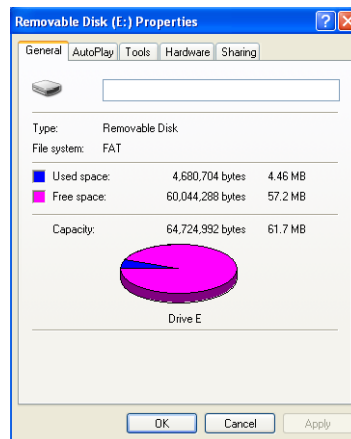 Removable Disk (E:) Properties
General AutoPlay Tools Hardware Sharing
Type: Removable Disk
File system: FAT
Used space: 4,680,704 bytes 4.46 MB
Free space: 60,044,288 bytes 57.2 MB
Capacity: 64,724,992 bytes 61.7 MB
Drive E
OK Cancel Apply